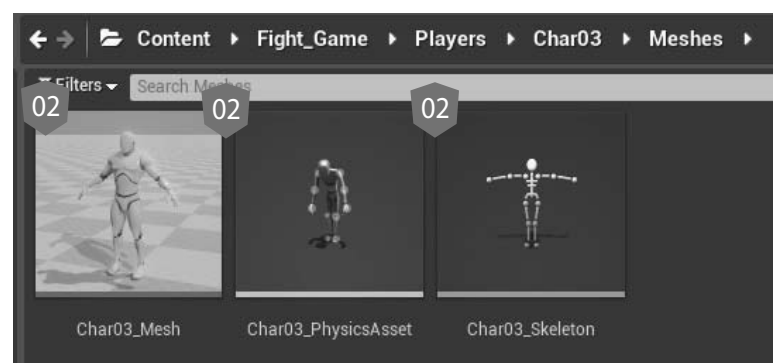 Content Fight_Game Players Char03 Meshes
Filters Search Meshes
02 02 02
Char03_Mesh Char03_PhysicsAsset Char03_Skeleton